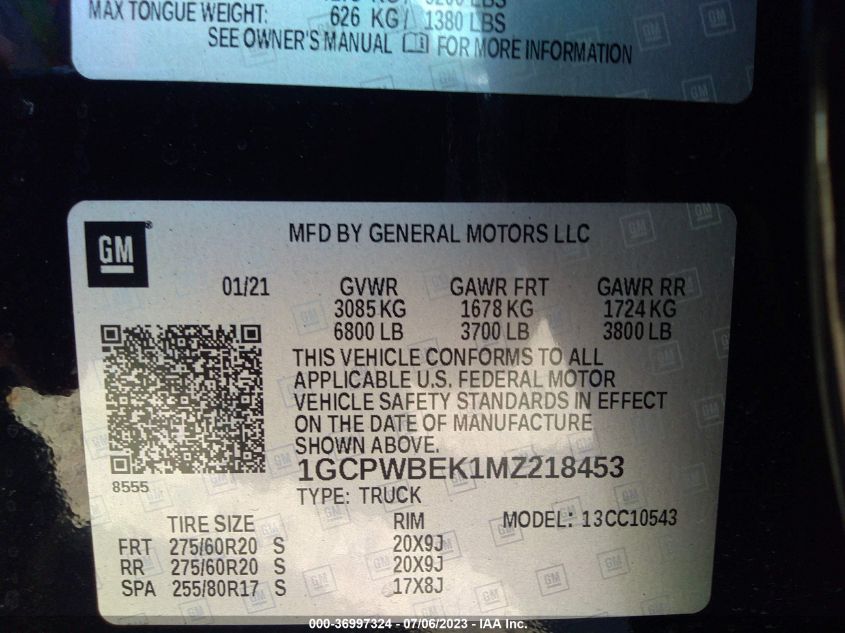 MAX TONGUE WEIGHT: 626 KG / 1380 LBS
SEE OWNER'S MANUAL FOR MORE INFORMATION
GM ®
MFD BY GENERAL MOTORS LLC
01/21 GVWR GAWR FRT GAWR RR
3085 KG 1678 KG 1724 KG
6800 LB 3700 LB 3800 LB
THIS VEHICLE CONFORMS TO ALL
APPLICABLE U.S. FEDERAL MOTOR
VEHICLE SAFETY STANDARDS IN EFFECT
ON THE DATE OF MANUFACTURE
SHOWN ABOVE.
8555
1GCPWBEK1MZ218453
TYPE: TRUCK
TIRE SIZE RIM MODEL: 13CC10543
FRT 275/60R20 S 20X9J
RR 275/60R20 S 20X9J
SPA 255/80R17 S 17X8J
000-36997324 - 07/06/2023 - IAA Inc.